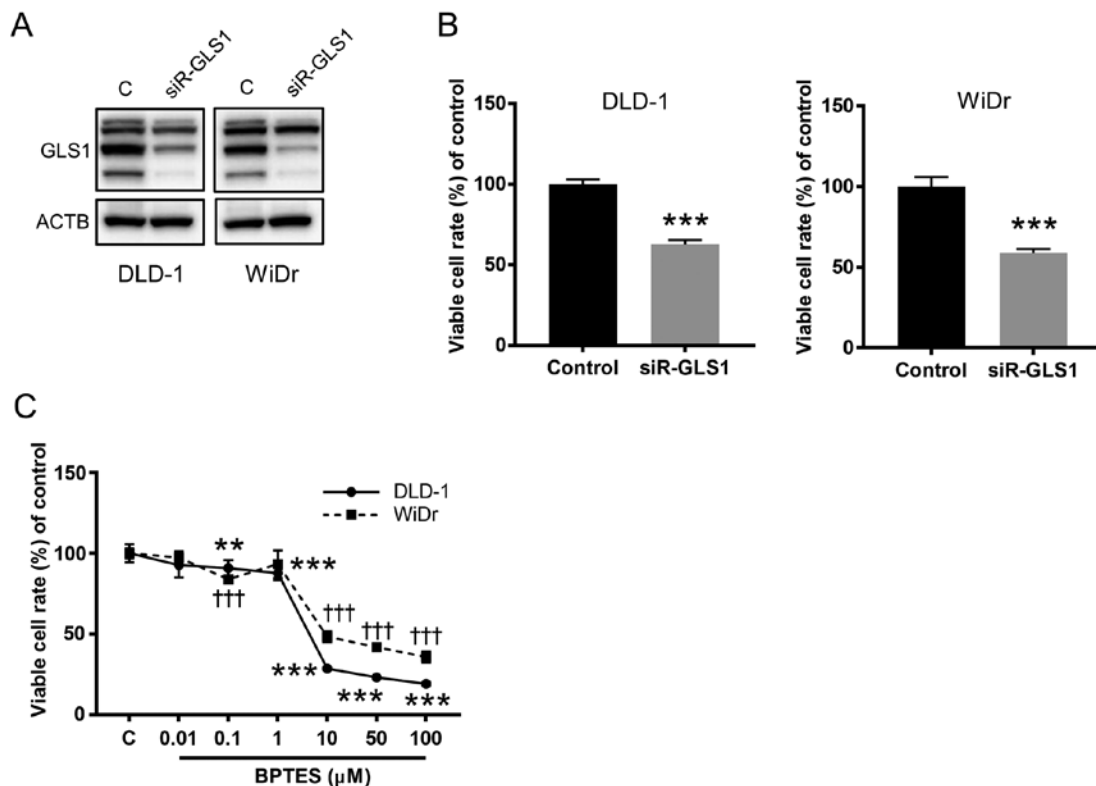 A
C siR-GLS1 C siR-GLS1
GLS1
ACTB
DLD-1 WiDr
B
DLD-1
Viable cell rate (%) of control
150
100
50
0
Control siR-GLS1
***
WiDr
Viable cell rate (%) of control
150
100
50
0
Control siR-GLS1
***
C
Viable cell rate (%) of control
150
100
50
0
DLD-1
WiDr
**
***
†††
†††
†††
†††
***
***
***
C 0.01 0.1 1 10 50 100
BPTES (μM)